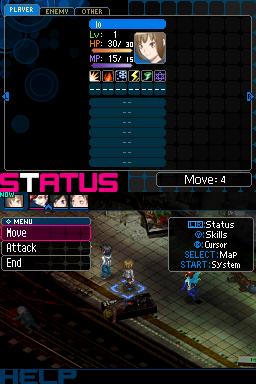 PLAYER ENEMY OTHER
Io
Lv: 1
HP: 30/ 30
MP: 15/ 15
-- -- -- -- -- --
--
--
--
--
--
--
--
--
STATUS
Move: 4
NOW
MENU
Move
Attack
End
L/R:Status
Y:Skills
X:Cursor
SELECT:Map
START:System
HELP